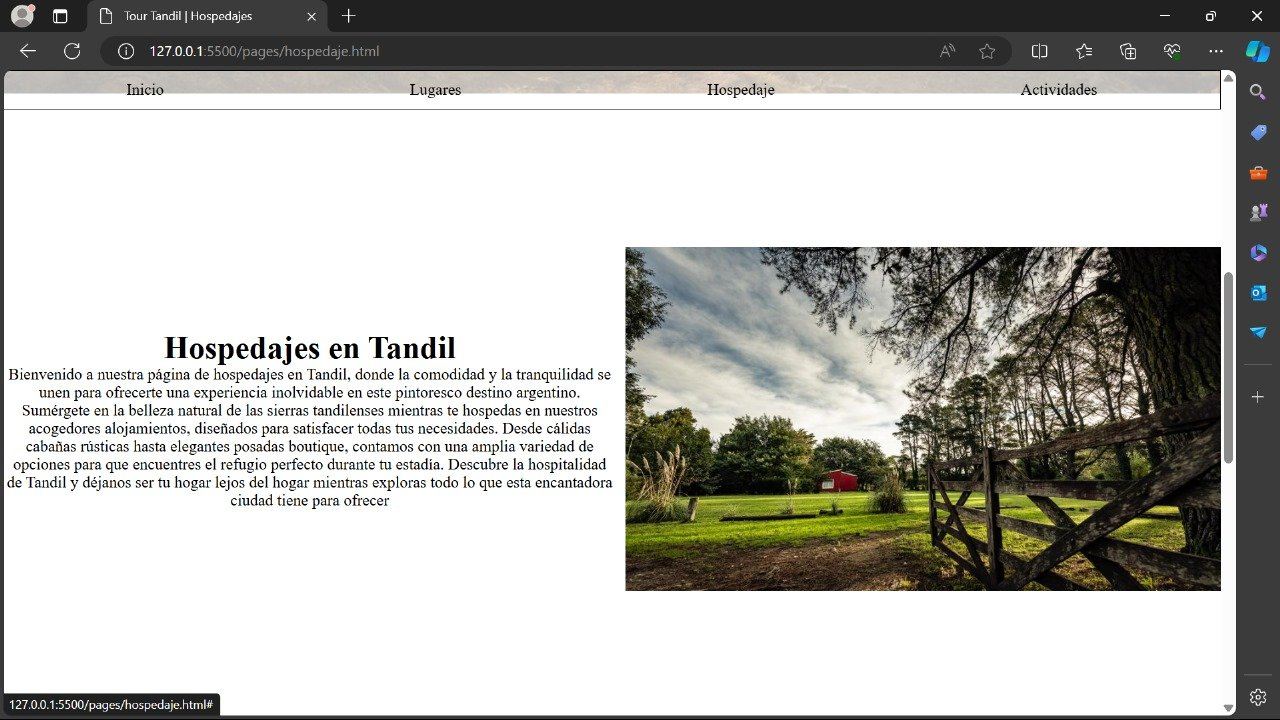 Tour Tandil | Hospedajes
127.0.0.1:5500/pages/hospedaje.html
Inicio Lugares Hospedaje Actividades
Hospedajes en Tandil
Bienvenido a nuestra página de hospedajes en Tandil, donde la comodidad y la tranquilidad se
unen para ofrecerte una experiencia inolvidable en este pintoresco destino argentino.
Sumérgete en la belleza natural de las sierras tandilenses mientras te hospedas en nuestros
acogedores alojamientos, diseñados para satisfacer todas tus necesidades. Desde cálidas
cabañas rústicas hasta elegantes posadas boutique, contamos con una amplia variedad de
opciones para que encuentres el refugio perfecto durante tu estadía. Descubre la hospitalidad
de Tandil y déjanos ser tu hogar lejos del hogar mientras exploras todo lo que esta encantadora
ciudad tiene para ofrecer
127.0.0.1:5500/pages/hospedaje.html#